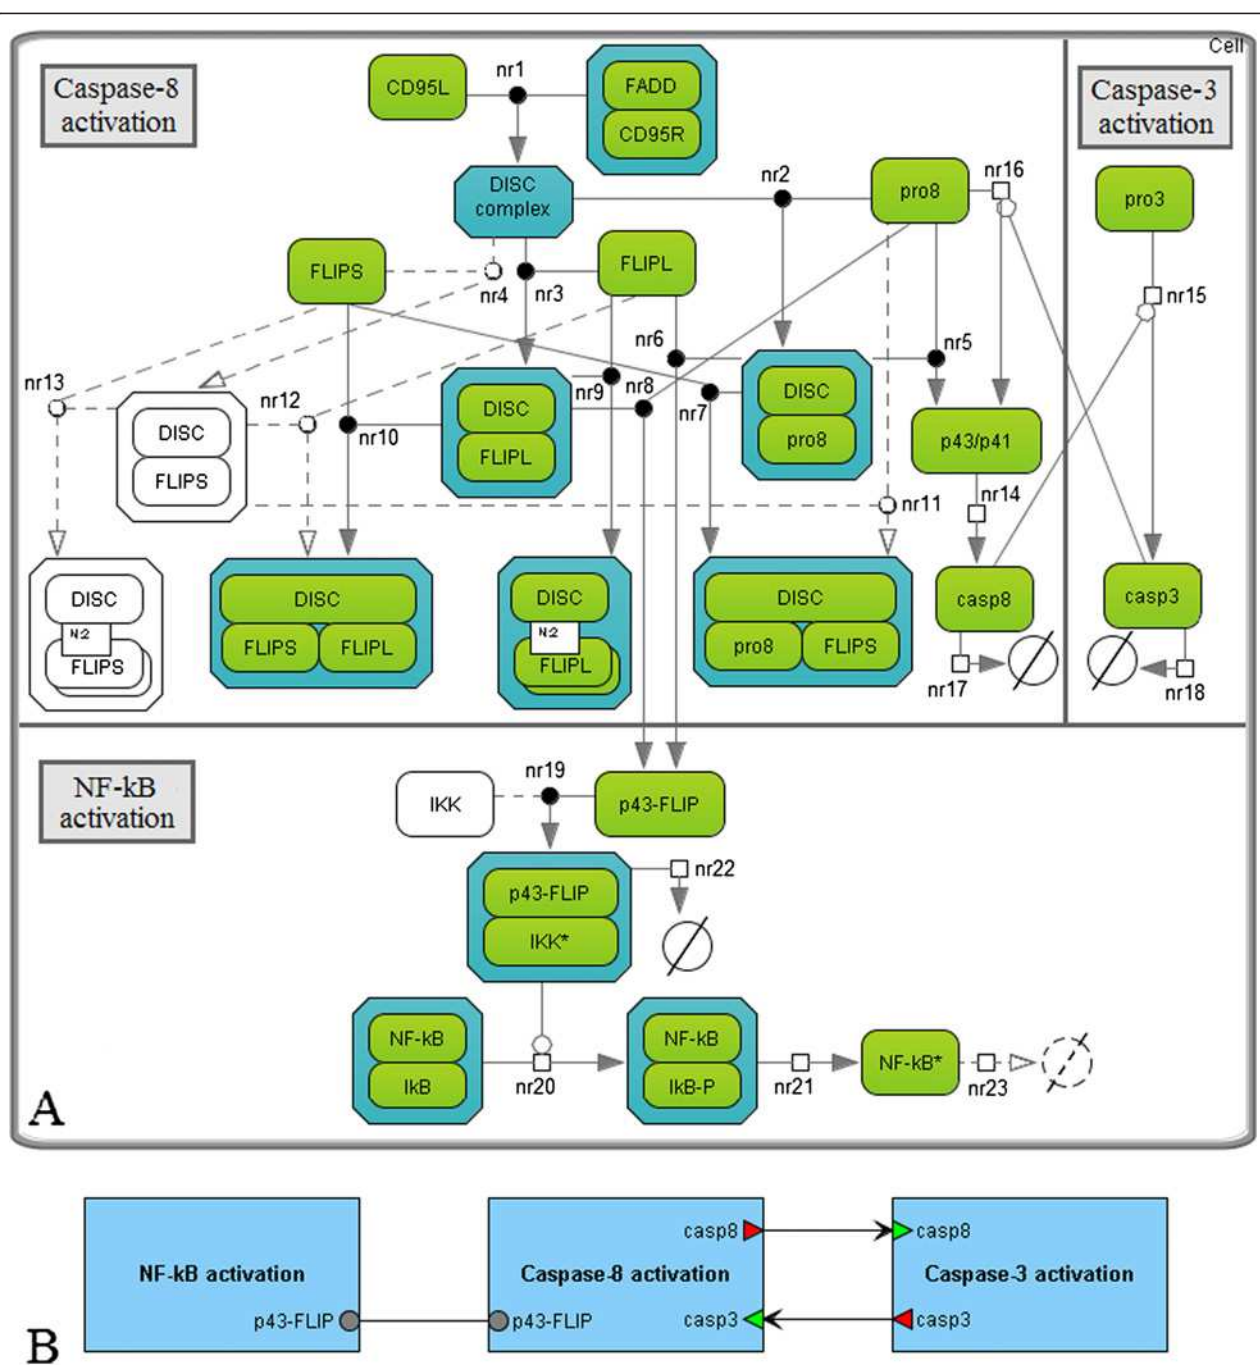 Cell
Caspase-8
activation
Caspase-3
activation
CD95L
nr1
FADD
CD95R
DISC
complex
nr2
pro8
nr16
pro3
FLIPS
nr4
nr3
FLIPL
nr15
nr6
nr5
nr13
nr12
nr10
nr9
nr8
nr7
DISC
FLIPS
DISC
FLIPL
DISC
pro8
p43/p41
nr14
nr11
DISC
N:2
FLIPS
DISC
FLIPS
FLIPL
DISC
N:2
FLIPL
DISC
pro8
FLIPS
casp8
casp3
nr17
nr18
NF-kB
activation
IKK
nr19
p43-FLIP
p43-FLIP
IKK*
nr22
NF-kB
IkB
nr20
NF-kB
IkB-P
nr21
NF-kB*
nr23
A
NF-kB activation
p43-FLIP
casp8
Caspase-8 activation
p43-FLIP
casp3
casp8
Caspase-3 activation
casp3
B